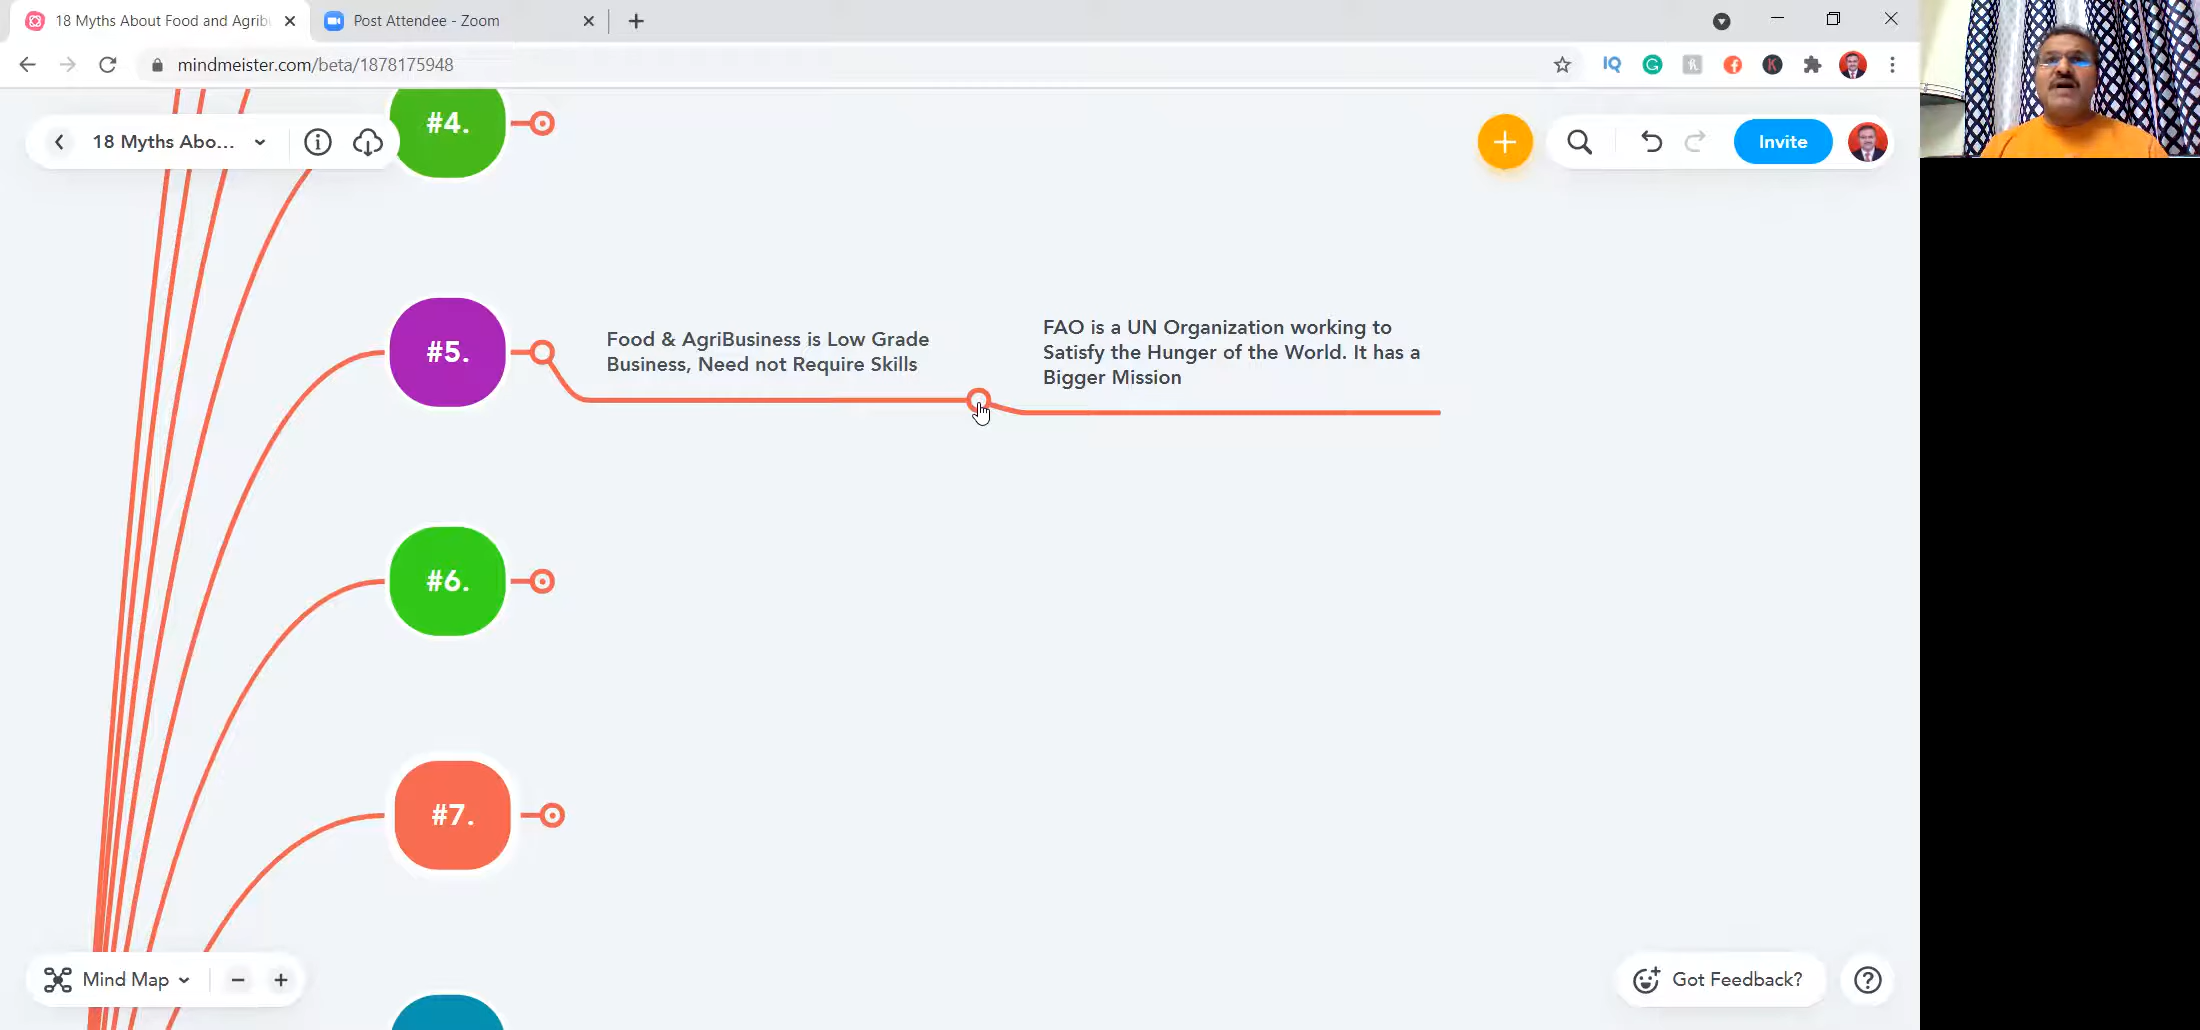 18 Myths About Food and Agrib
Post Attendee - Zoom
mindmeister.com/beta/1878175948
IQ
18 Myths Abo...
Invite
#4.
#5.
Food & AgriBusiness is Low Grade
Business, Need not Require Skills
FAO is a UN Organization working to
Satisfy the Hunger of the World. It has a
Bigger Mission
#6.
#7.
Mind Map
Got Feedback?